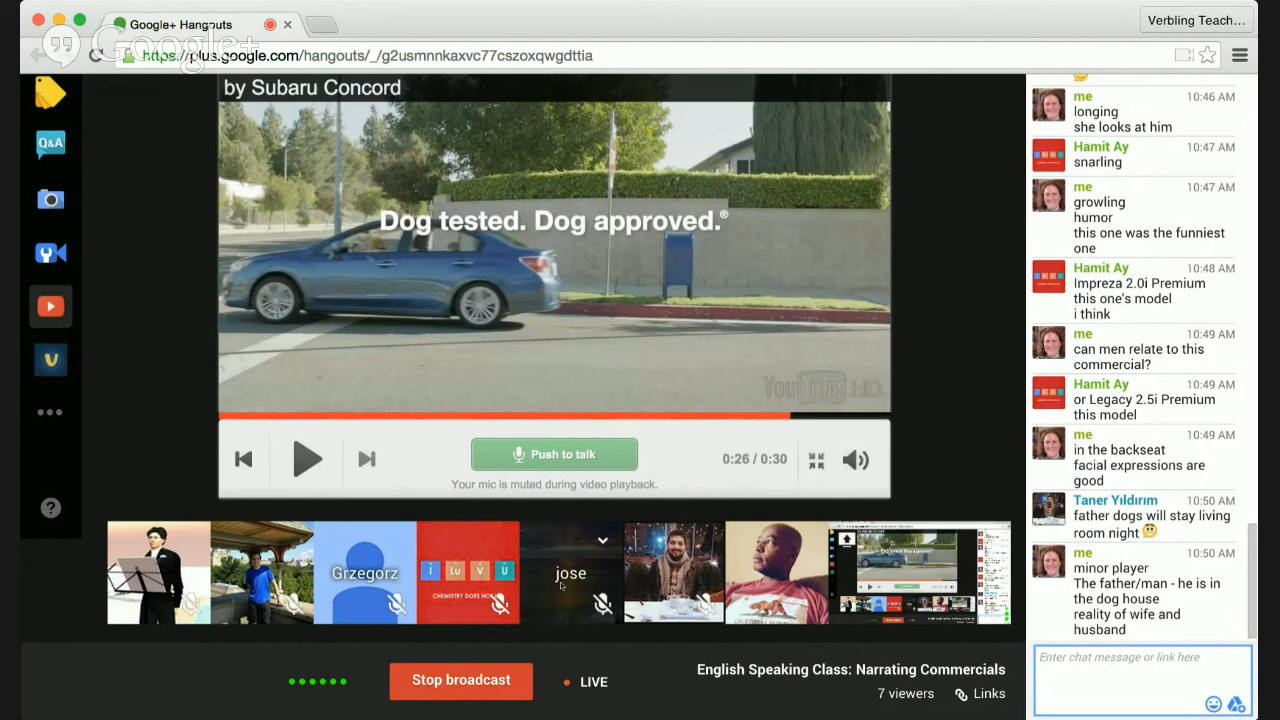 Google+ Hangouts
Verbling Teach...
Google+
https://plus.google.com/hangouts/_/g2usmnnkaxvc77cszoxqvgdttia
by Subaru Concord
Q&A
Dog tested. Dog approved.®
YouTube HD
Push to talk
0:26 / 0:30
Your mic is muted during video playback.
Grzegorz
I Lu V U
CHEMISTRY DOES NO
jose
Stop broadcast
LIVE
English Speaking Class: Narrating Commercials
7 viewers
Links
me
10:46 AM
longing
she looks at him
Hamit Ay
10:47 AM
snarling
me
10:47 AM
growling
humor
this one was the funniest
one
Hamit Ay
10:48 AM
Impreza 2.0i Premium
this one's model
i think
me
10:49 AM
can men relate to this
commercial?
Hamit Ay
10:49 AM
or Legacy 2.5i Premium
this model
me
10:49 AM
in the backseat
facial expressions are
good
Taner Yıldırım
10:50 AM
father dogs will stay living
room night
me
10:50 AM
minor player
The father/man - he is in
the dog house
reality of wife and
husband
Enter chat message or link here